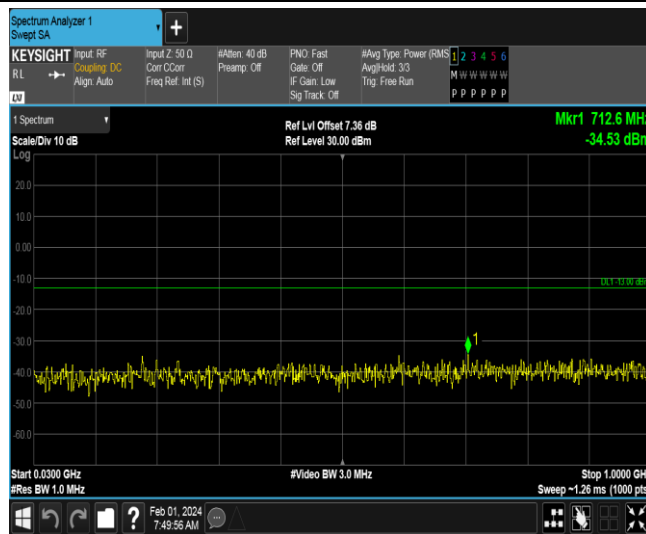 Spectrum Analyzer 1
Swept SA
+
KEYSIGHT Input: RF Input Z: 50 Ω #Atten: 40 dB PNO: Fast #Avg Type: Power (RMS 1 2 3 4 5 6
RL Coupling: DC Corr CCorr Preamp: Off Gate: Off Avg|Hold: 3/3 M W W W W W
Align: Auto Freq Ref: Int (S) IF Gain: Low Trig: Free Run
LXI Sig Track: Off P P P P P P
1 Spectrum Ref Lvl Offset 7.36 dB Mkr1 712.6 MHz
Scale/Div 10 dB Ref Level 30.00 dBm -34.53 dBm
Log
20.0
10.0
0.00
-10.0
DL1 -13.00 dBm
-20.0
-30.0
1
-40.0
-50.0
-60.0
Start 0.0300 GHz #Video BW 3.0 MHz Stop 1.0000 GH
#Res BW 1.0 MHz Sweep ~1.26 ms (1000 pts
? Feb 01, 2024
7:49:56 AM